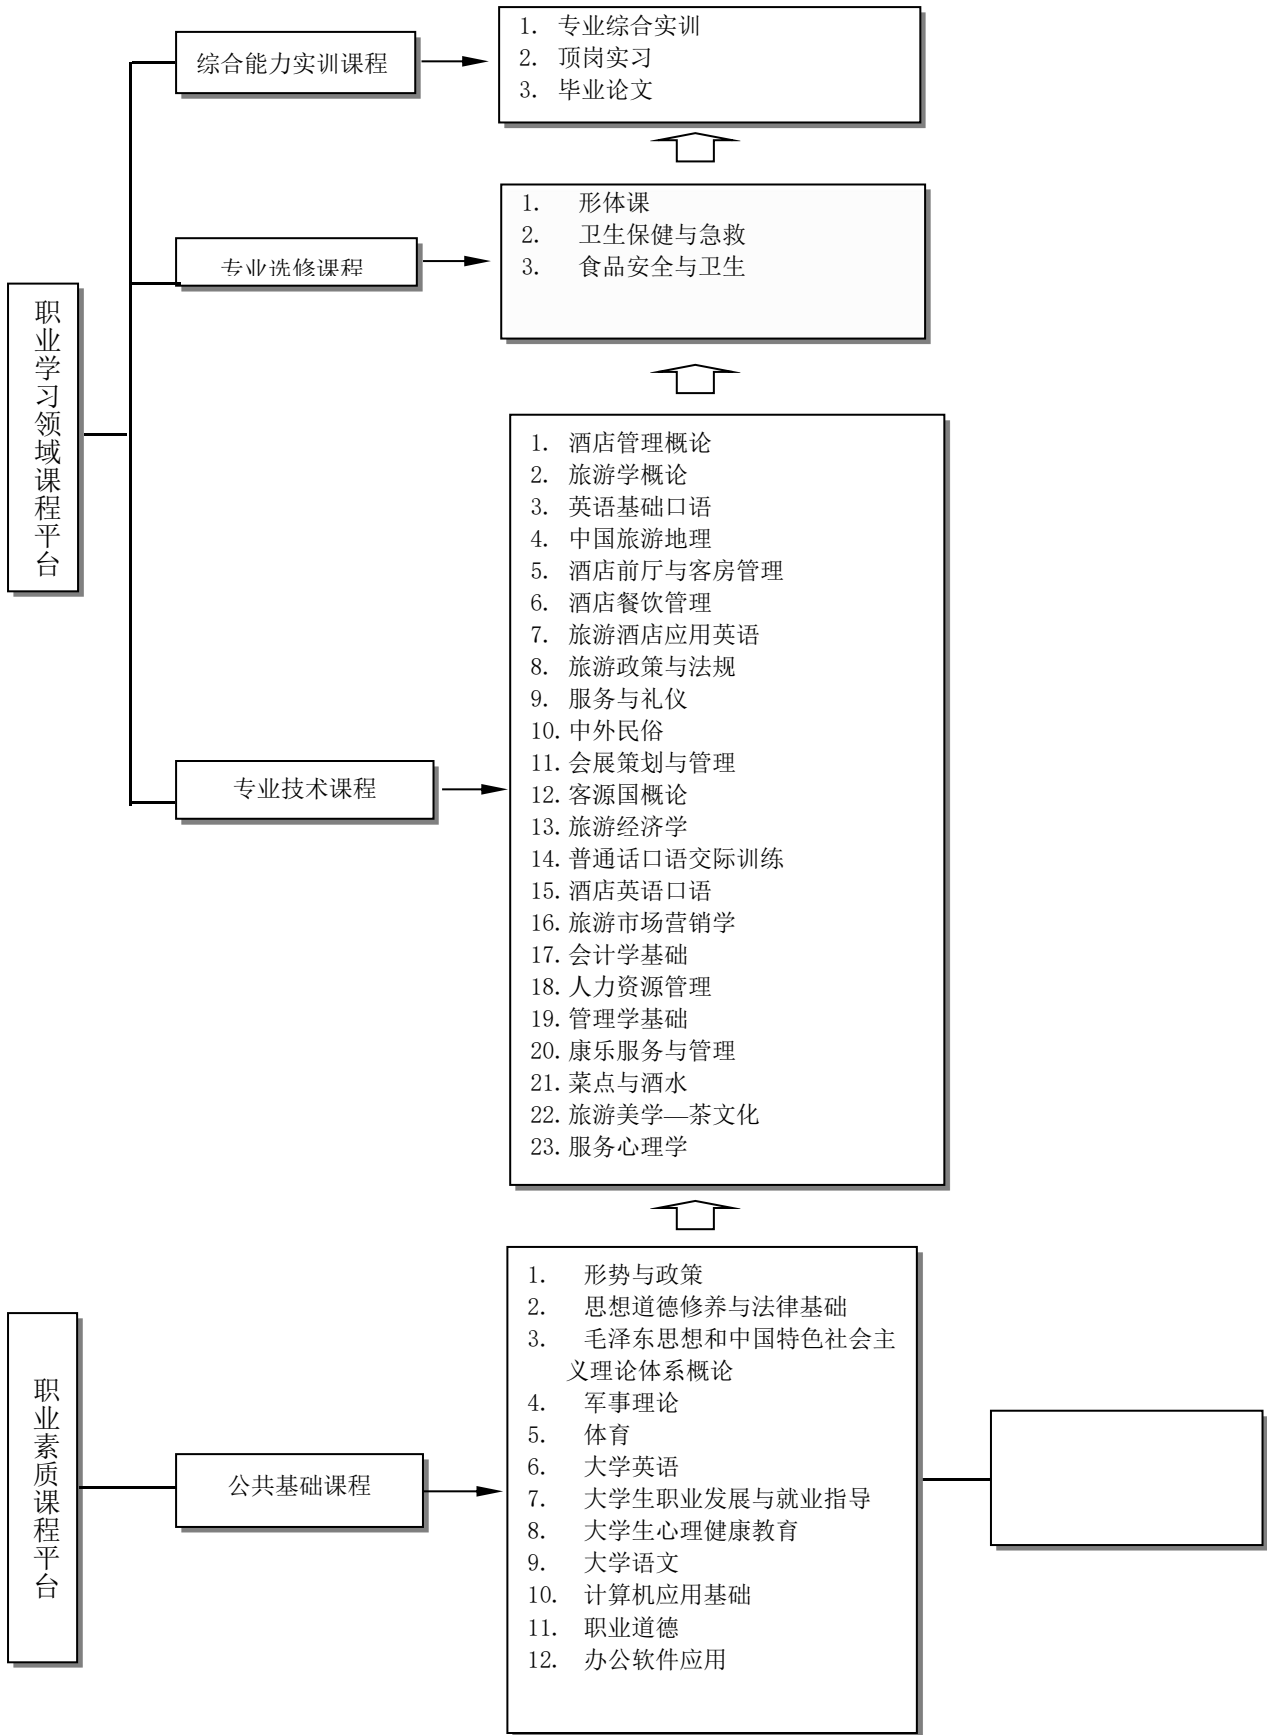 综合能力实训课程
1. 专业综合实训
2. 顶岗实习
3. 毕业论文
专业选修课程
1. 形体课
2. 卫生保健与急救
3. 食品安全与卫生
职业学习领域课程平台
专业技术课程
1. 酒店管理概论
2. 旅游学概论
3. 英语基础口语
4. 中国旅游地理
5. 酒店前厅与客房管理
6. 酒店餐饮管理
7. 旅游酒店应用英语
8. 旅游政策与法规
9. 服务与礼仪
10. 中外民俗
11. 会展策划与管理
12. 客源国概论
13. 旅游经济学
14. 普通话口语交际训练
15. 酒店英语口语
16. 旅游市场营销学
17. 会计学基础
18. 人力资源管理
19. 管理学基础
20. 康乐服务与管理
21. 菜点与酒水
22. 旅游美学—茶文化
23. 服务心理学
职业素质课程平台
公共基础课程
1. 形势与政策
2. 思想道德修养与法律基础
3. 毛泽东思想和中国特色社会主
义理论体系概论
4. 军事理论
5. 体育
6. 大学英语
7. 大学生职业发展与就业指导
8. 大学生心理健康教育
9. 大学语文
10. 计算机应用基础
11. 职业道德
12. 办公软件应用